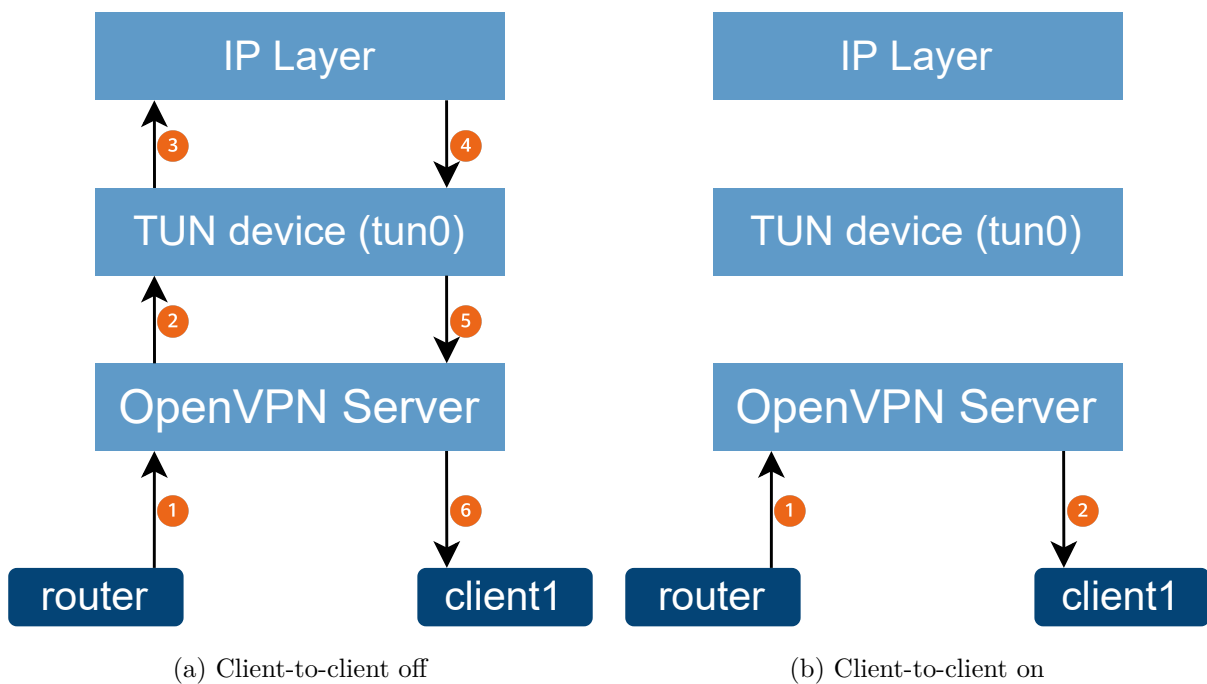 IP Layer
3
4
TUN device (tun0)
2
5
OpenVPN Server
1
6
router
client1
(a) Client-to-client off
IP Layer
TUN device (tun0)
OpenVPN Server
1
2
router
client1
(b) Client-to-client on